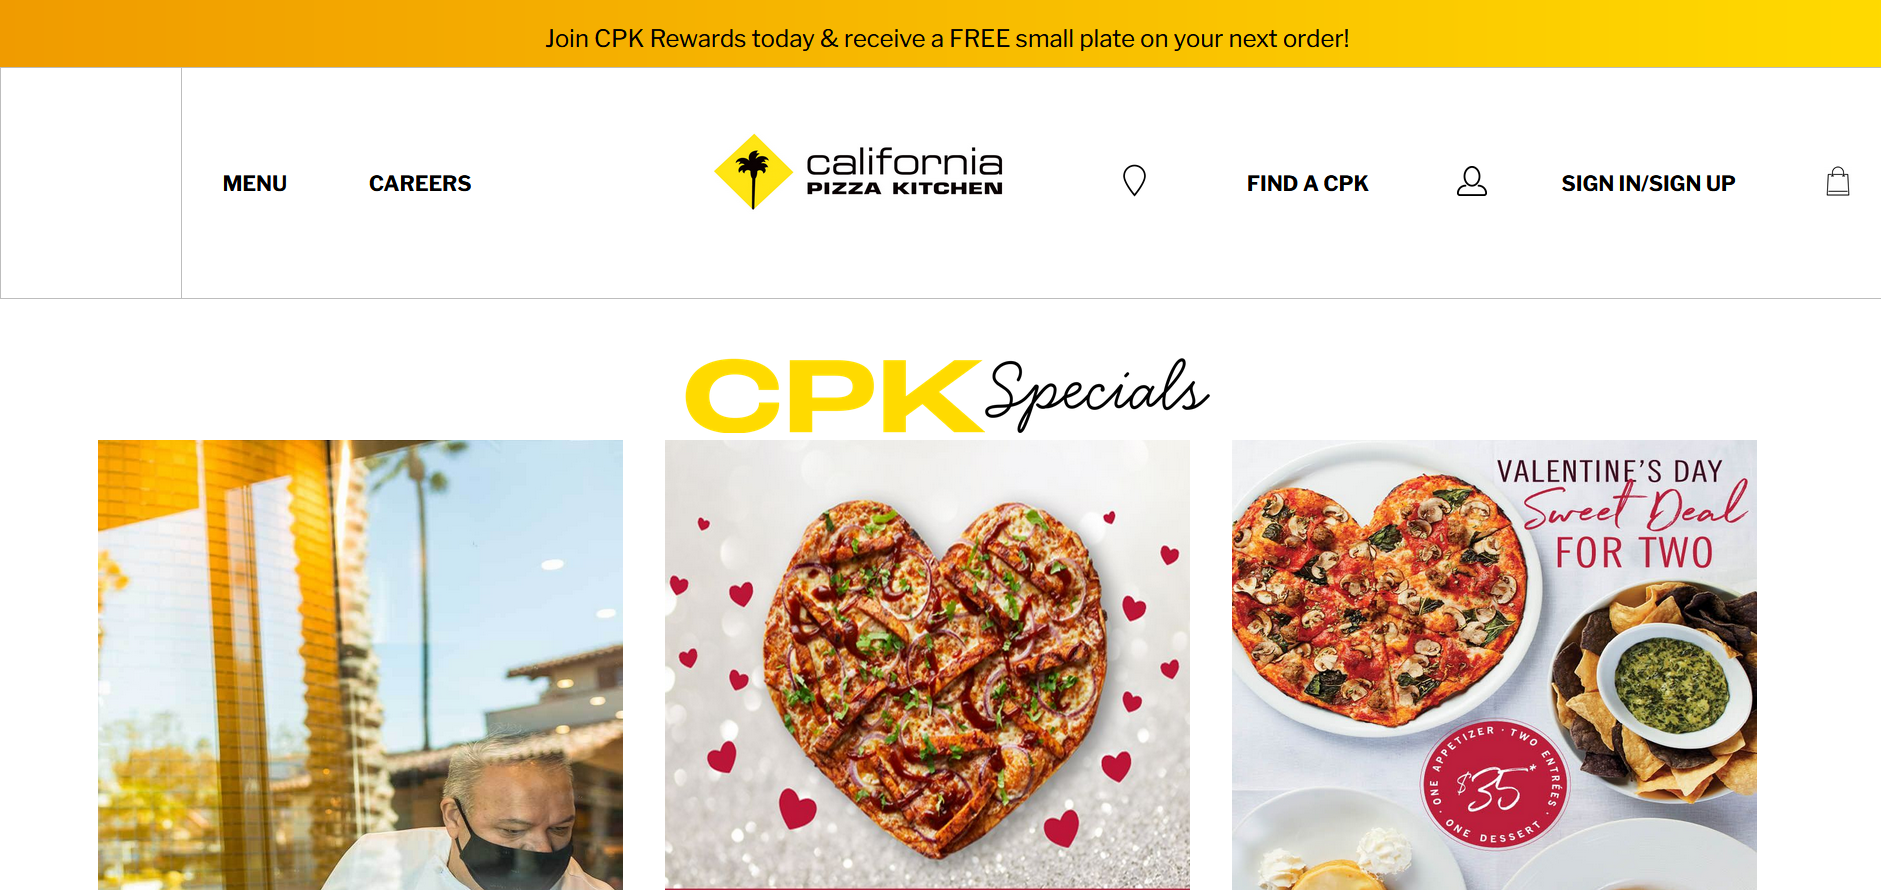 Join CPK Rewards today & receive a FREE small plate on your next order!
MENU
CAREERS
california
PIZZA KITCHEN
FIND A CPK
SIGN IN/SIGN UP
CPK Specials
VALENTINE'S DAY
Sweet Deal
FOR TWO
ONE APPETIZER · TWO ENTRÉES · ONE DESSERT ·
$35*